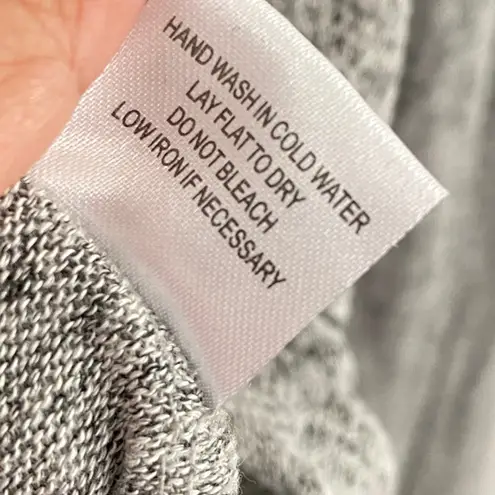 HAND WASH IN COLD WATER
LAY FLAT TO DRY
DO NOT BLEACH
LOW IRON IF NECESSARY